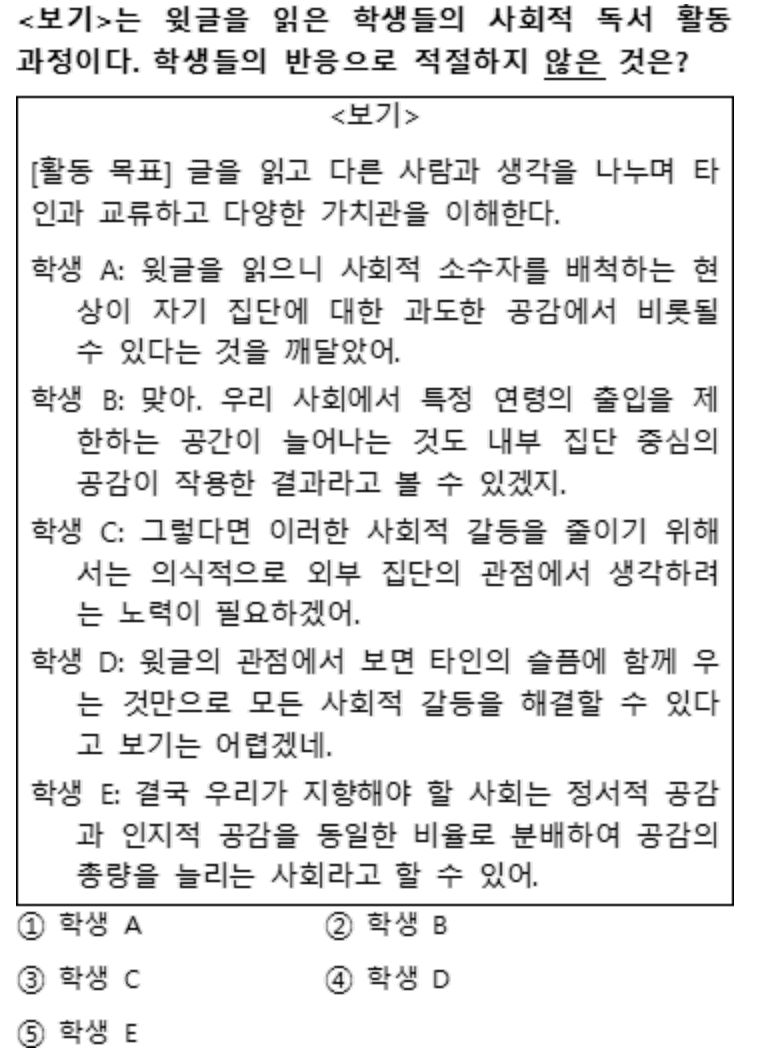 <보기>는 윗글을 읽은 학생들의 사회적 독서 활동
과정이다. 학생들의 반응으로 적절하지 않은 것은?
<보기>
[활동 목표] 글을 읽고 다른 사람과 생각을 나누며 타
인과 교류하고 다양한 가치관을 이해한다.
학생 A: 윗글을 읽으니 사회적 소수자를 배척하는 현
상이 자기 집단에 대한 과도한 공감에서 비롯될
수 있다는 것을 깨달았어.
학생 B: 맞아. 우리 사회에서 특정 연령의 출입을 제
한하는 공간이 늘어나는 것도 내부 집단 중심의
공감이 작용한 결과라고 볼 수 있겠지.
학생 C: 그렇다면 이러한 사회적 갈등을 줄이기 위해
서는 의식적으로 외부 집단의 관점에서 생각하려
는 노력이 필요하겠어.
학생 D: 윗글의 관점에서 보면 타인의 슬픔에 함께 우
는 것만으로 모든 사회적 갈등을 해결할 수 있다
고 보기는 어렵겠네.
학생 E: 결국 우리가 지향해야 할 사회는 정서적 공감
과 인지적 공감을 동일한 비율로 분배하여 공감의
총량을 늘리는 사회라고 할 수 있어.
① 학생 A ② 학생 B
③ 학생 C ④ 학생 D
⑤ 학생 E